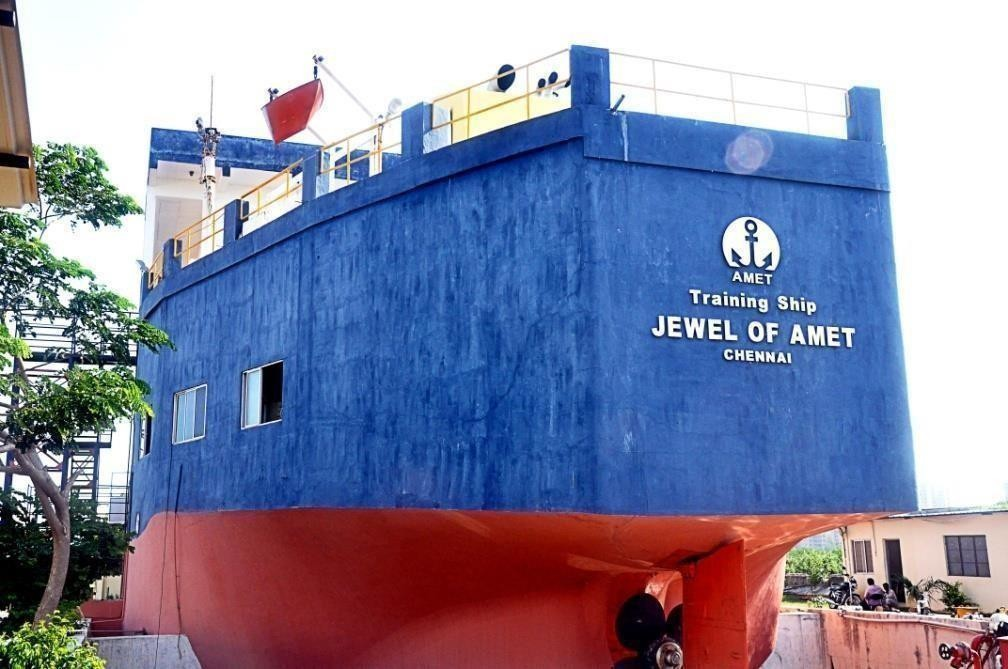 AMET
Training Ship
JEWEL OF AMET
CHENNAI